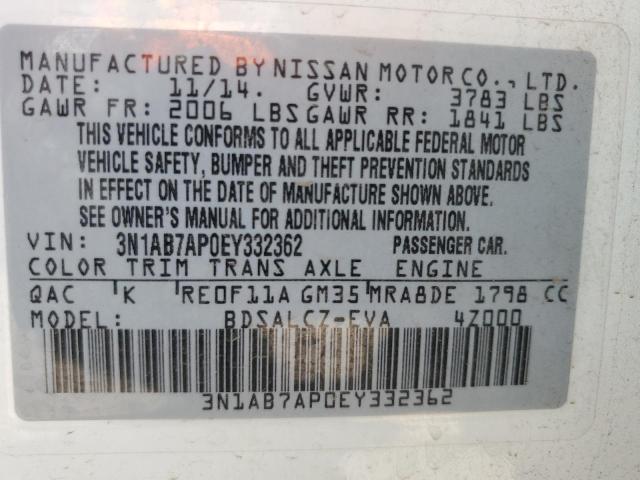 MANUFACTURED BY NISSAN MOTOR CO., LTD.
DATE: 11/14. GVWR: 3783 LBS
GAWR FR: 2006 LBS GAWR RR: 1841 LBS
THIS VEHICLE CONFORMS TO ALL APPLICABLE FEDERAL MOTOR
VEHICLE SAFETY, BUMPER AND THEFT PREVENTION STANDARDS
IN EFFECT ON THE DATE OF MANUFACTURE SHOWN ABOVE.
SEE OWNER'S MANUAL FOR ADDITIONAL INFORMATION.
VIN: 3N1AB7AP0EY332362 PASSENGER CAR.
COLOR TRIM TRANS AXLE ENGINE
QAC K RE0F11A GM35 MRA8DE 1798 CC
MODEL: BDSALCZ-EVA 4Z000
3N1AB7AP0EY332362